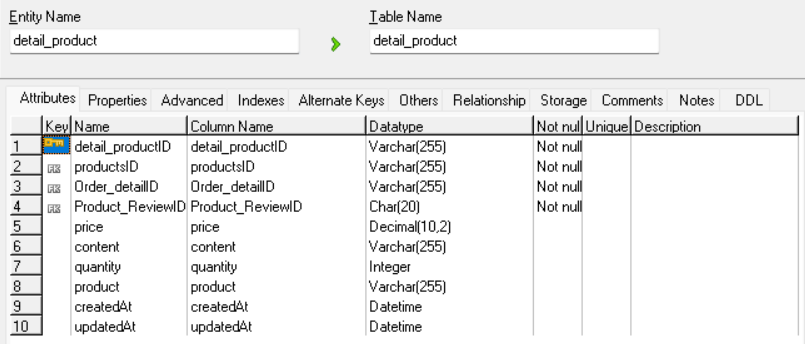 Entity Name Table Name
detail_product detail_product
Attributes Properties Advanced Indexes Alternate Keys Others Relationship Storage Comments Notes DDL
Key Name Column Name Datatype Not nul Unique Description
1 detail_productID detail_productID Varchar(255) Not null
2 FK productsID productsID Varchar(255) Not null
3 FK Order_detailID Order_detailID Varchar(255) Not null
4 FK Product_ReviewID Product_ReviewID Char(20) Not null
5 price price Decimal(10,2)
6 content content Varchar(255)
7 quantity quantity Integer
8 product product Varchar(255)
9 createdAt createdAt Datetime
10 updatedAt updatedAt Datetime